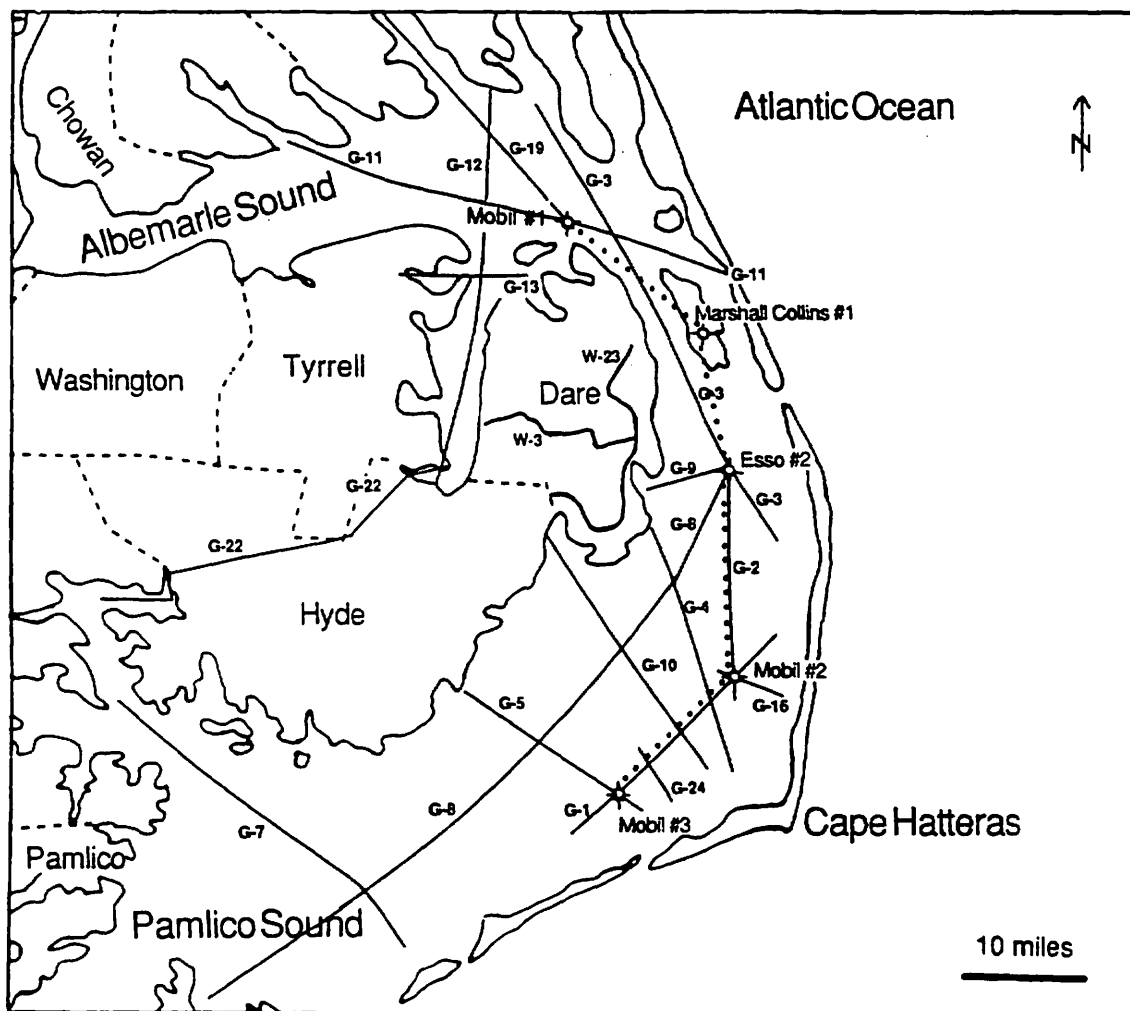 Atlantic Ocean
N
Chowan
G-11
G-12
G-19
G-3
Albemarle Sound
Mobil #1
G-11
G-13
Marshall Collins #1
Washington
Tyrrell
W-23
Dare
G-3
W-3
Esso #2
G-9
G-22
G-3
G-8
G-22
G-2
Hyde
G-4
G-10
Mobil #2
G-5
G-16
G-24
G-8
G-1
Mobil #3
Cape Hatteras
G-7
Pamlico
Pamlico Sound
10 miles